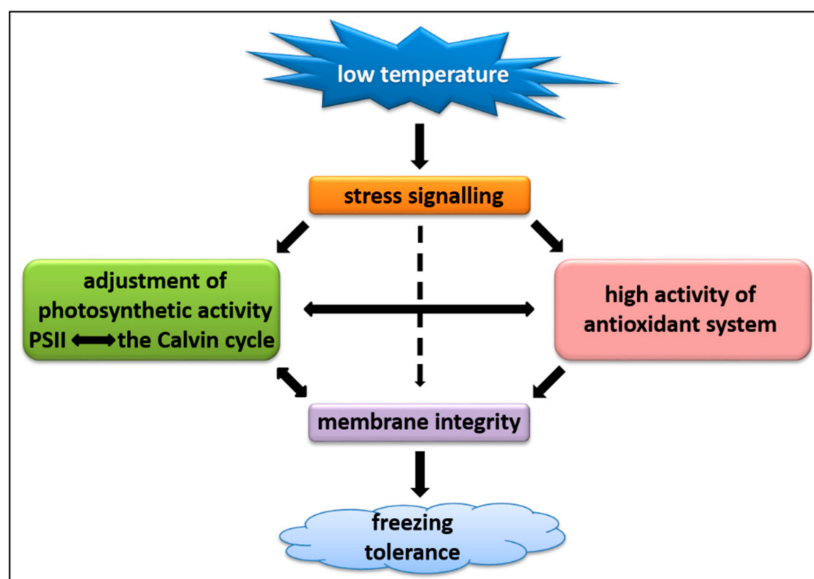 low temperature
stress signalling
adjustment of
photosynthetic activity
PSII the Calvin cycle
high activity of
antioxidant system
membrane integrity
freezing
tolerance